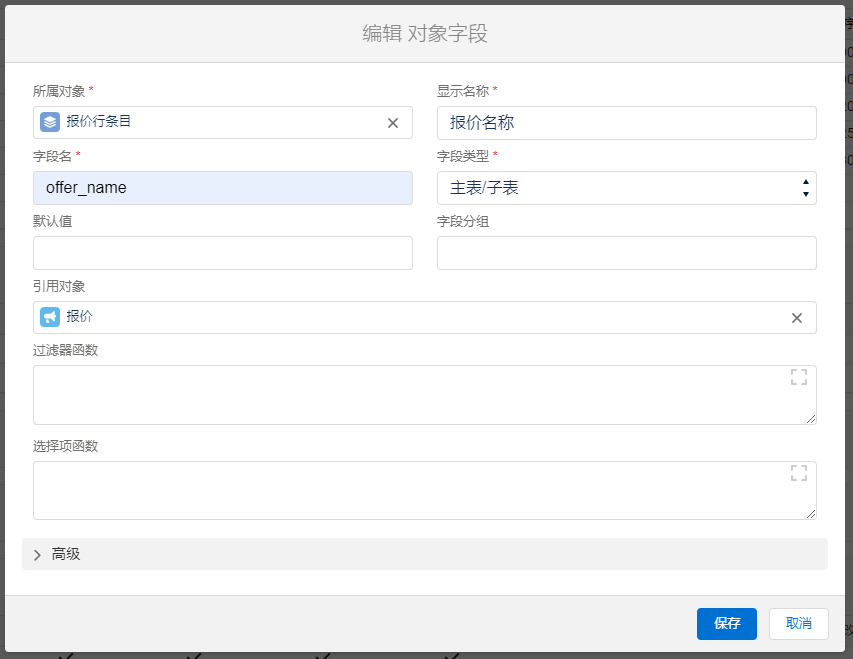 编辑 对象字段
所属对象 *
显示名称 *
报价行条目
报价名称
字段名 *
字段类型 *
offer_name
主表/子表
默认值
字段分组
引用对象
报价
过滤器函数
选择项函数
高级
保存
取消